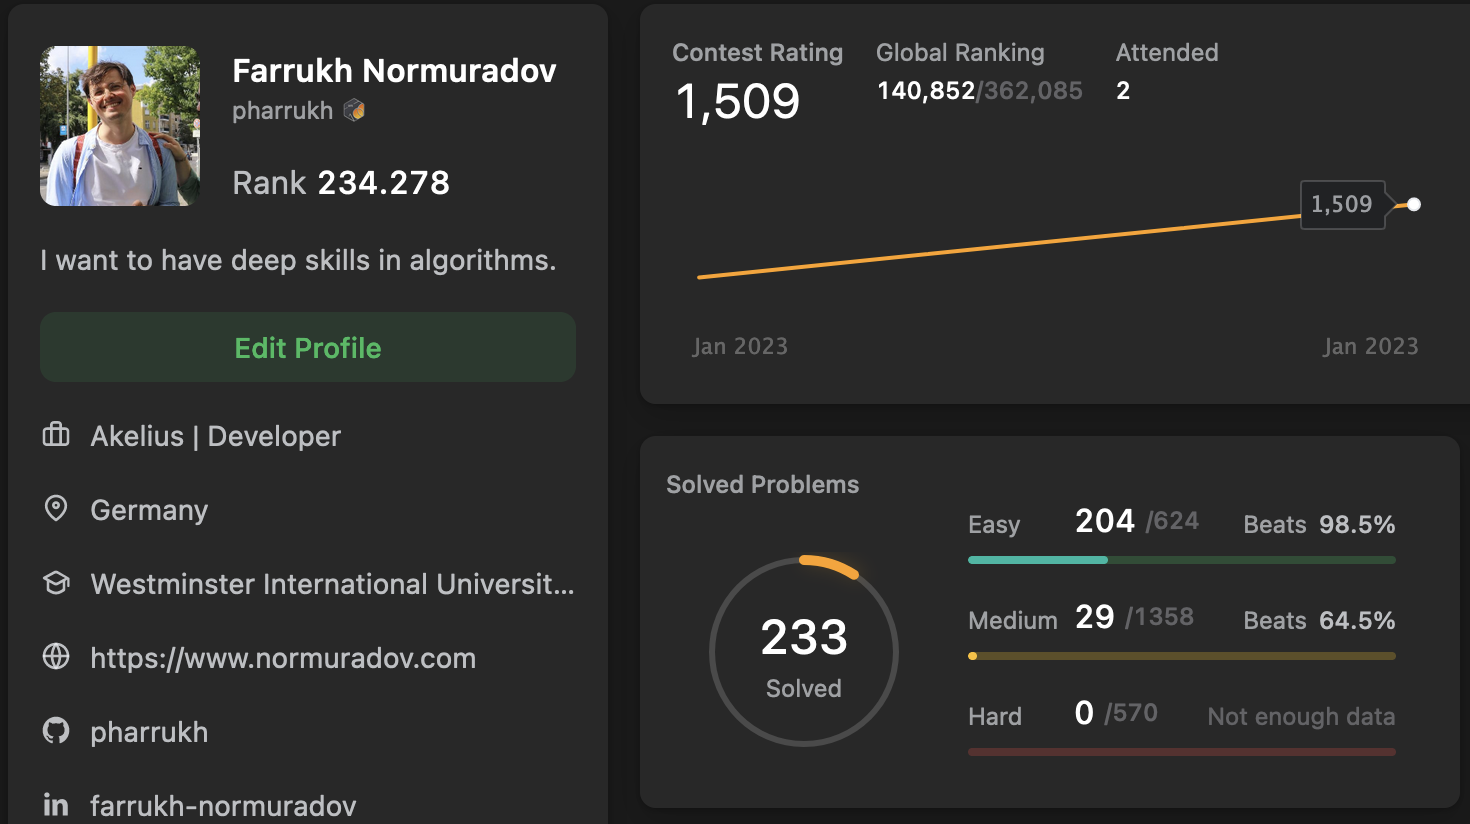 Farrukh Normuradov
pharrukh
Rank 234.278
I want to have deep skills in algorithms.
Edit Profile
Akelius | Developer
Germany
Westminster International Universit...
https://www.normuradov.com
pharrukh
in farrukh-normuradov
Contest Rating
1,509
Global Ranking
140,852/362,085
Attended
2
1,509
Jan 2023 Jan 2023
Solved Problems
233
Solved
Easy 204 /624 Beats 98.5%
Medium 29 /1358 Beats 64.5%
Hard 0 /570 Not enough data